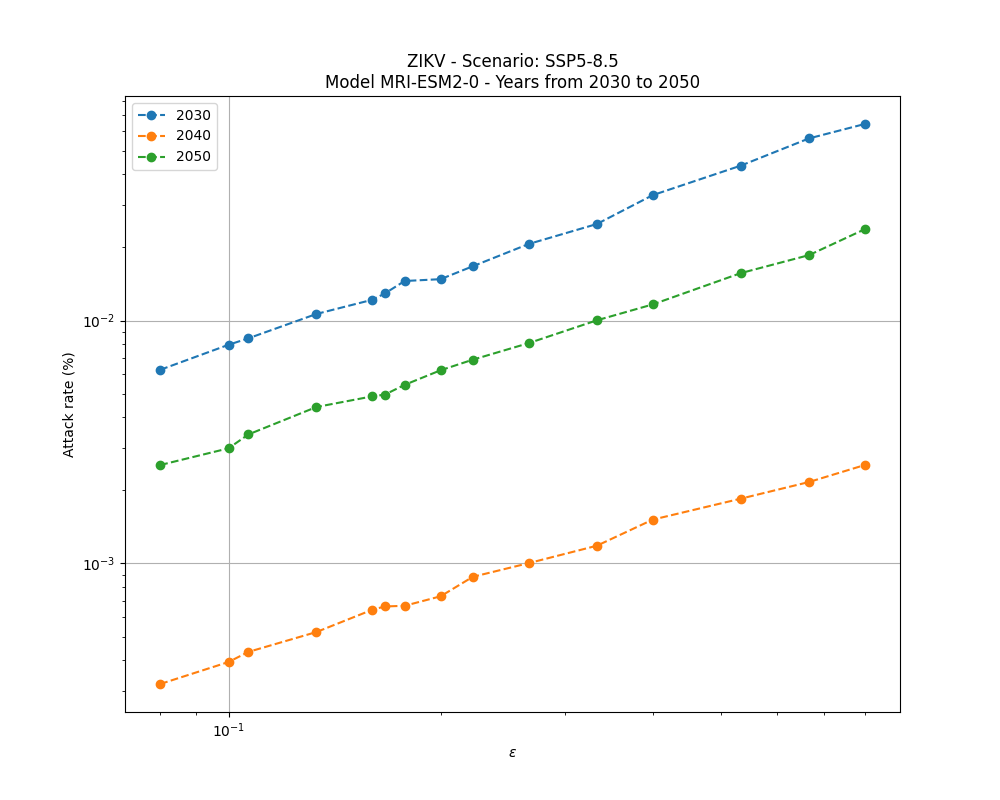 ZIKV - Scenario: SSP5-8.5
Model MRI-ESM2-0 - Years from 2030 to 2050
2030
2040
2050
10⁻²
10⁻³
Attack rate (%)
10⁻¹
ε